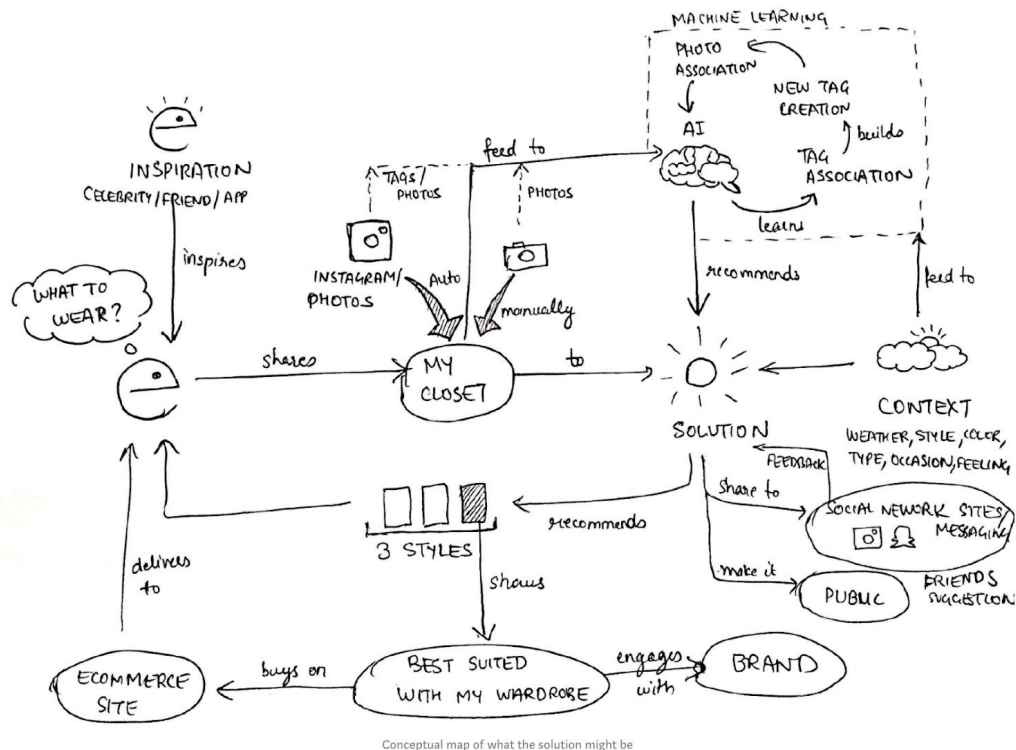 MACHINE LEARNING
PHOTO
ASSOCIATION
NEW TAG
CREATION
AI
builds
TAG
ASSOCIATION
learns
INSPIRATION
CELEBRITY/FRIEND/APP
inspires
feed to
TAGS/
PHOTOS
PHOTOS
INSTAGRAM/
PHOTOS
Auto
manually
recommends
feed to
WHAT TO
WEAR?
shares
MY
CLOSET
to
SOLUTION
CONTEXT
WEATHER, STYLE, COLOR,
TYPE, OCCASION, FEELING
FEEDBACK
share to
SOCIAL NEWORK SITES
MESSAGING
FRIENDS
SUGGESTION
make it
PUBLIC
recommends
3 STYLES
shows
delivers
to
ECOMMERCE
SITE
buys on
BEST SUITED
WITH MY WARDROBE
engages
with
BRAND
Conceptual map of what the solution might be